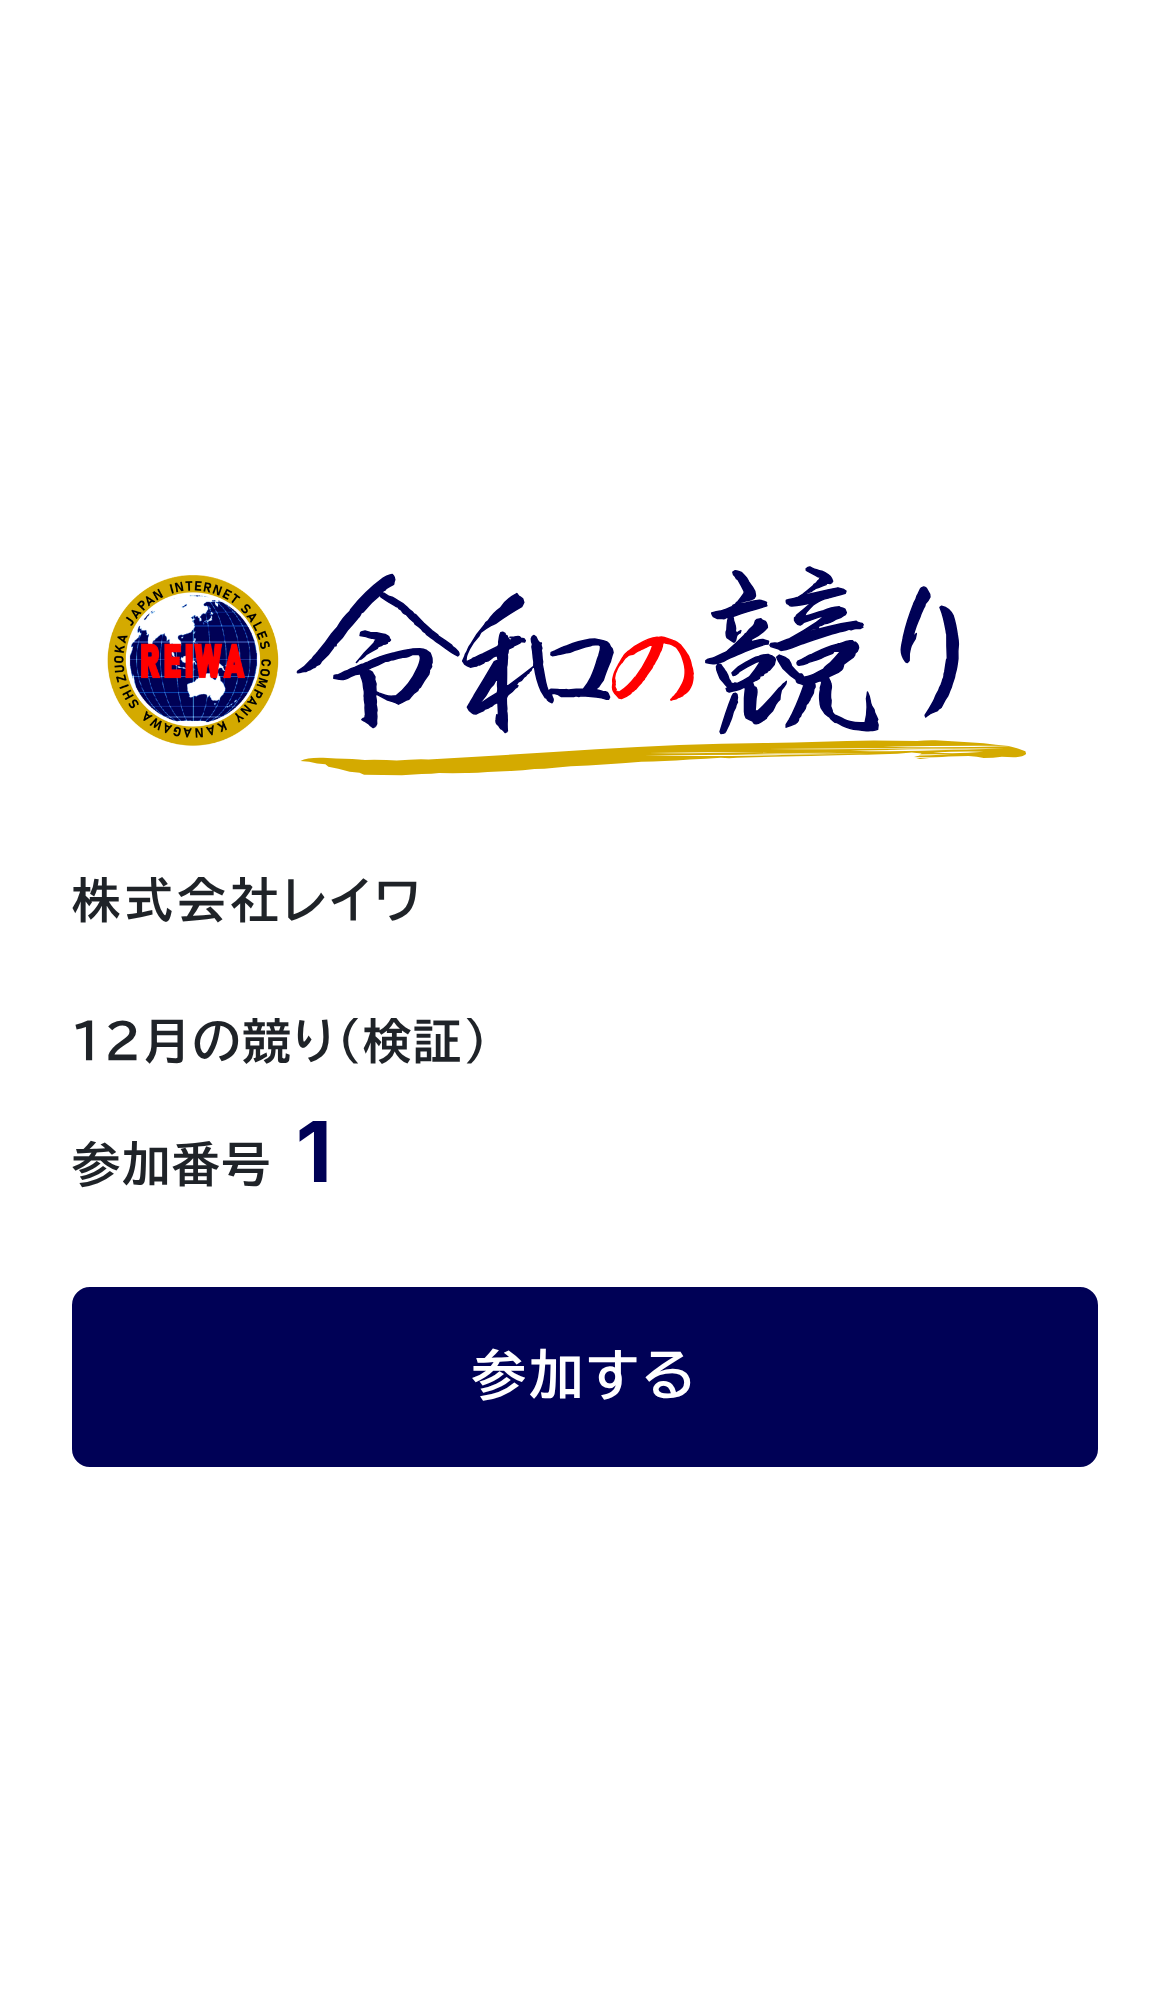 JAPAN INTERNET SALES COMPANY KANAGAWA SHIZUOKA
REIWA
令和の競り
株式会社レイワ
12月の競り（検証）
参加番号 1
参加する